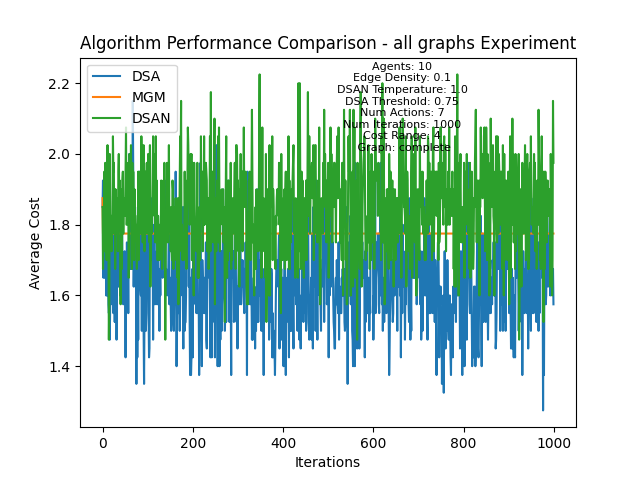 Algorithm Performance Comparison - all graphs Experiment
DSA
MGM
DSAN
Agents: 10
Edge Density: 0.1
DSAN Temperature: 1.0
DSA Threshold: 0.75
Num Actions: 7
Num Iterations: 1000
Cost Range: 4
Graph: complete
2.2
2.0
1.8
1.6
1.4
Average Cost
0
200
400
600
800
1000
Iterations